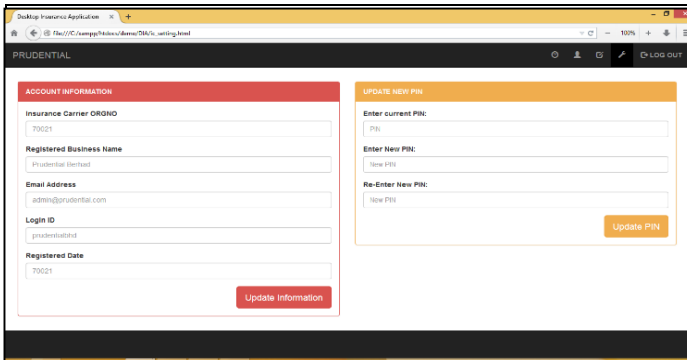 Desktop Insurance Application
file:///C:/xampp/htdocs/demo/DIA/ic_setting.html
100%
PRUDENTIAL
LOG OUT
ACCOUNT INFORMATION
Insurance Carrier ORGNO
70021
Registered Business Name
Prudential Berhad
Email Address
admin@prudential.com
Login ID
prudentialbhd
Registered Date
70021
Update Information
UPDATE NEW PIN
Enter current PIN:
PIN
Enter New PIN:
New PIN
Re-Enter New PIN:
New PIN
Update PIN